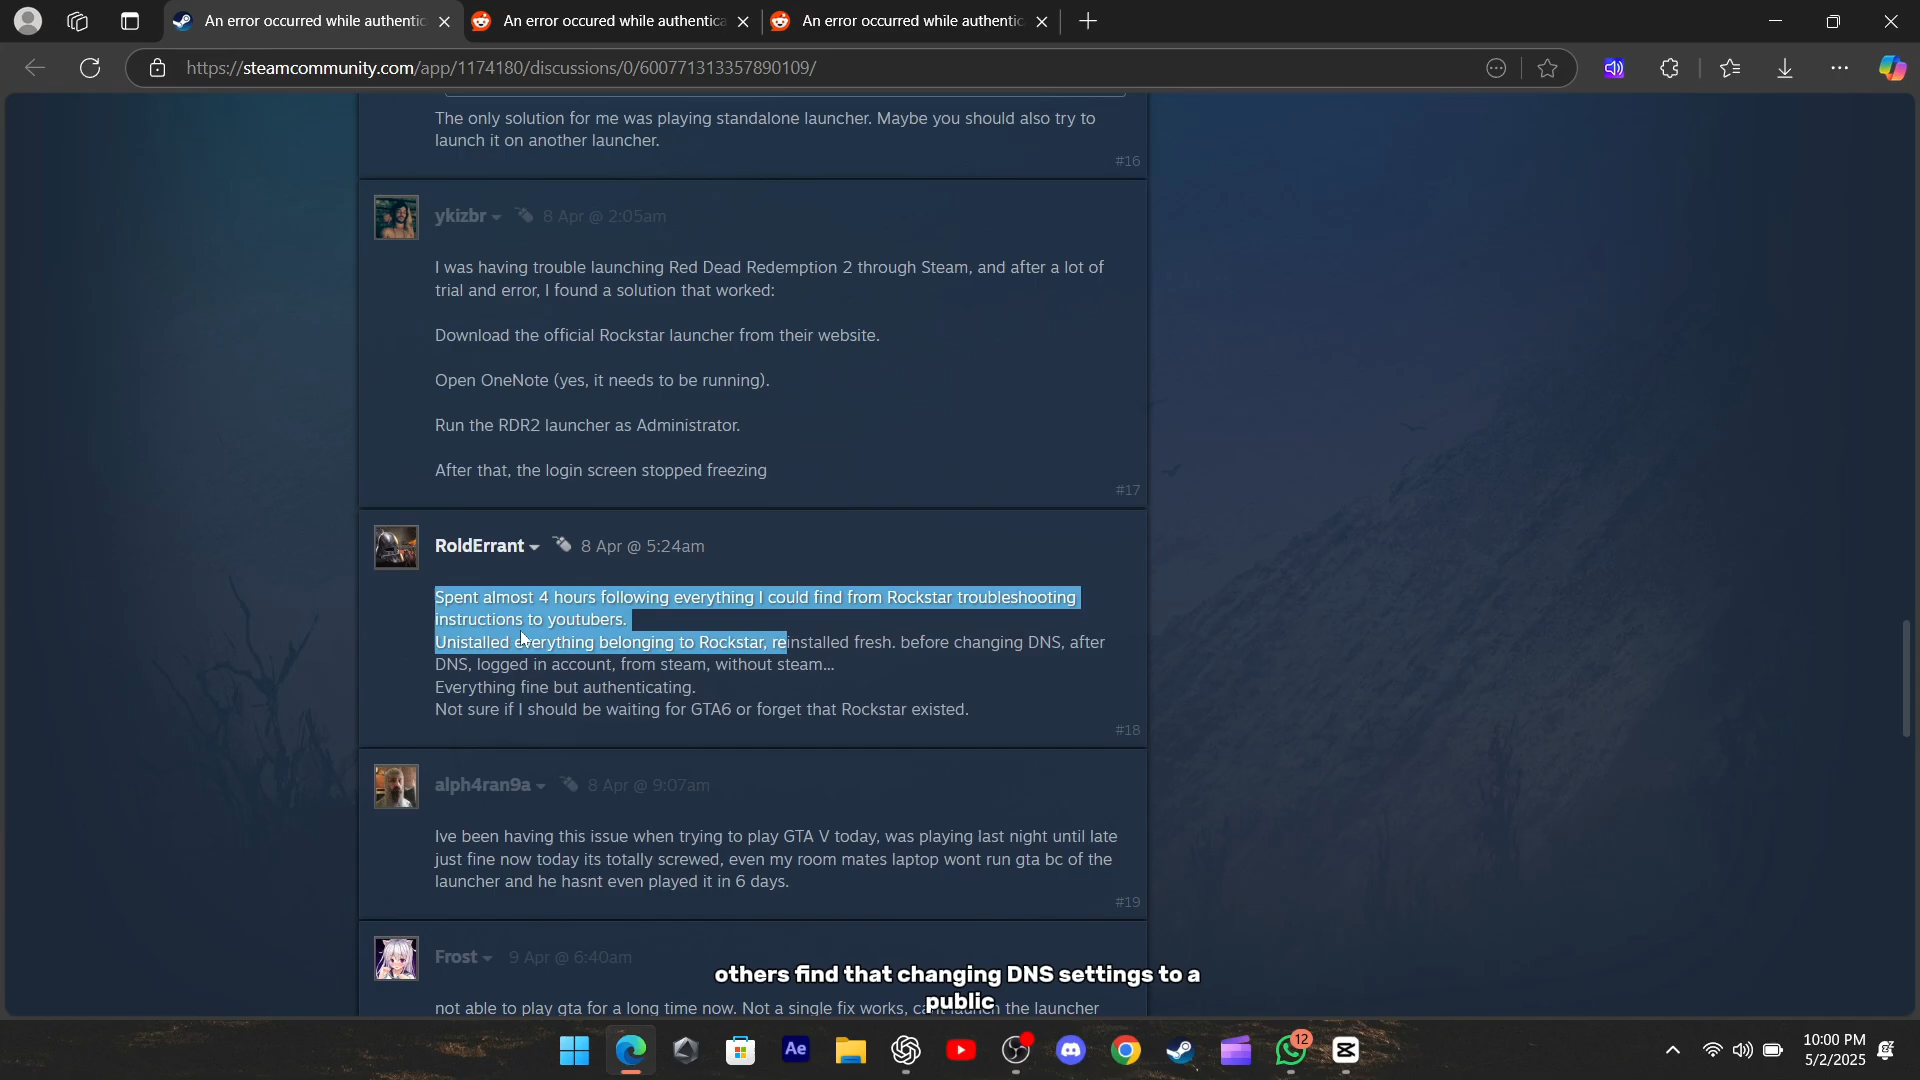 An error occurred while authentic
An error occured while authentica
An error occurred while authentic
https://steamcommunity.com/app/1174180/discussions/0/600771313357890109/
The only solution for me was playing standalone launcher. Maybe you should also try to
launch it on another launcher.
#16
ykizbr
8 Apr @ 2:05am
I was having trouble launching Red Dead Redemption 2 through Steam, and after a lot of
trial and error, I found a solution that worked:
Download the official Rockstar launcher from their website.
Open OneNote (yes, it needs to be running).
Run the RDR2 launcher as Administrator.
After that, the login screen stopped freezing
#17
RoldErrant
8 Apr @ 5:24am
Spent almost 4 hours following everything I could find from Rockstar troubleshooting
instructions to youtubers.
Unistalled everything belonging to Rockstar, reinstalled fresh. before changing DNS, after
DNS, logged in account, from steam, without steam...
Everything fine but authenticating.
Not sure if I should be waiting for GTA6 or forget that Rockstar existed.
#18
alph4ran9a
8 Apr @ 9:07am
Ive been having this issue when trying to play GTA V today, was playing last night until late
just fine now today its totally screwed, even my room mates laptop wont run gta bc of the
launcher and he hasnt even played it in 6 days.
#19
Frost
9 Apr @ 6:40am
others find that changing DNS settings to a
public
not able to play gta for a long time now. Not a single fix works, cant launch the launcher
Ae
12
10:00 PM
5/2/2025